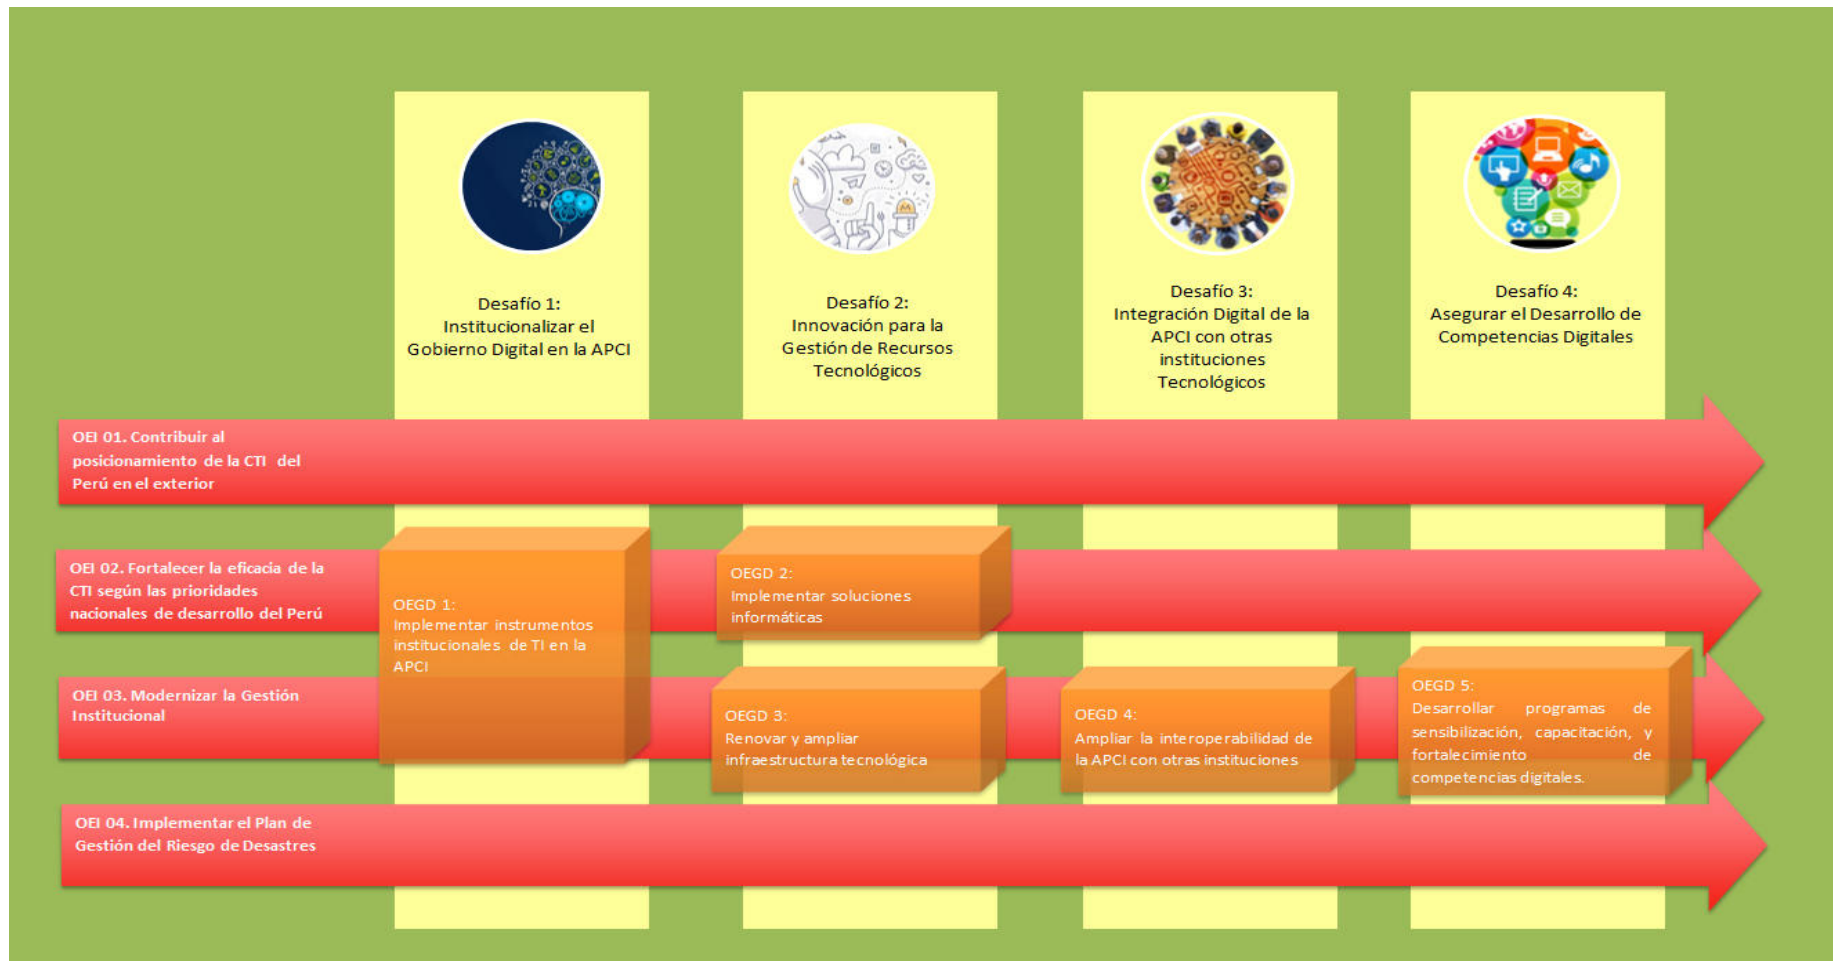 Desafío 1:
Institucionalizar el
Gobierno Digital en la APCI
Desafío 2:
Innovación para la
Gestión de Recursos
Tecnológicos
Desafío 3:
Integración Digital de la
APCI con otras
instituciones
Tecnológicos
Desafío 4:
Asegurar el Desarrollo de
Competencias Digitales
OEI 01. Contribuir al
posicionamiento de la CTI del
Perú en el exterior
OEI 02. Fortalecer la eficacia de la
CTI según las prioridades
nacionales de desarrollo del Perú
OEGD 1:
Implementar instrumentos
institucionales de TI en la
APCI
OEGD 2:
Implementar soluciones
informáticas
OEI 03. Modernizar la Gestión
Institucional
OEGD 3:
Renovar y ampliar
infraestructura tecnológica
OEGD 4:
Ampliar la interoperabilidad de
la APCI con otras instituciones
OEGD 5:
Desarrollar programas de
sensibilización, capacitación, y
fortalecimiento de
competencias digitales.
OEI 04. Implementar el Plan de
Gestión del Riesgo de Desastres